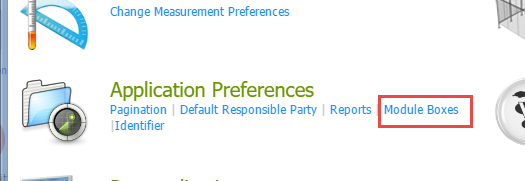 Change Measurement Preferences
Application Preferences
Pagination | Default Responsible Party | Reports | Module Boxes
|Identifier